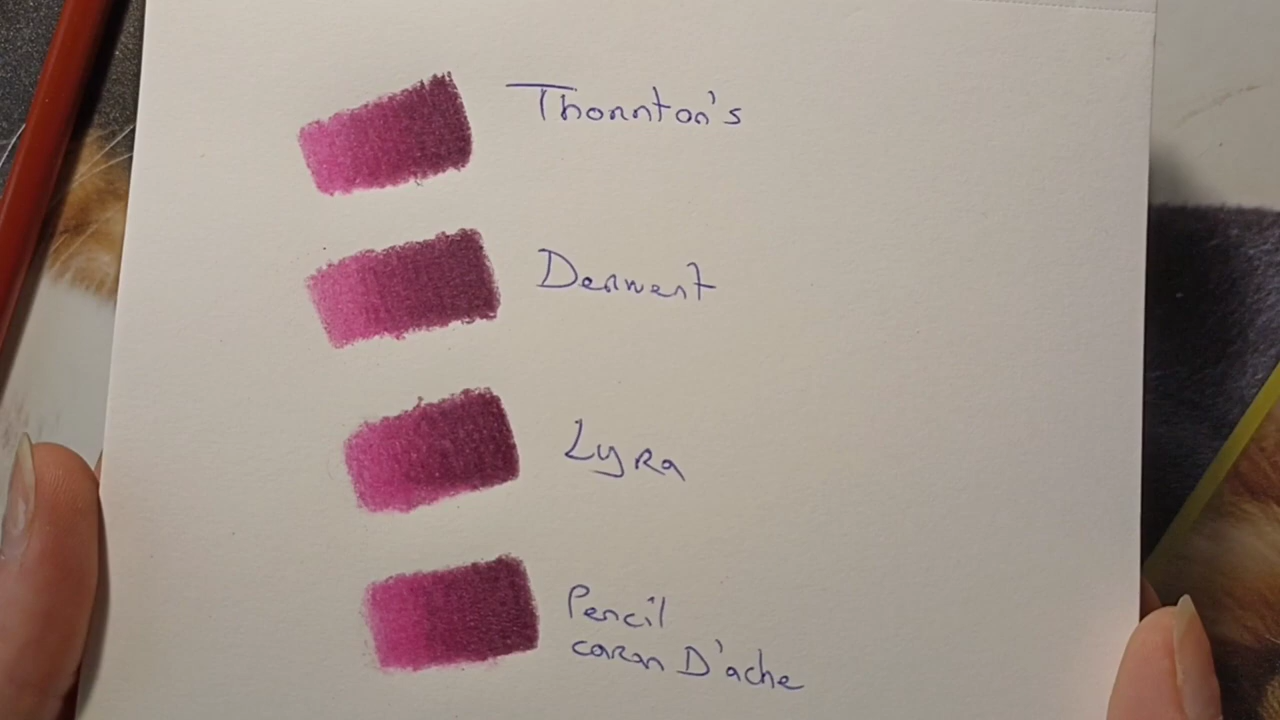 Thornton's
Derwent
Lyra
Pencil
caran D'ache